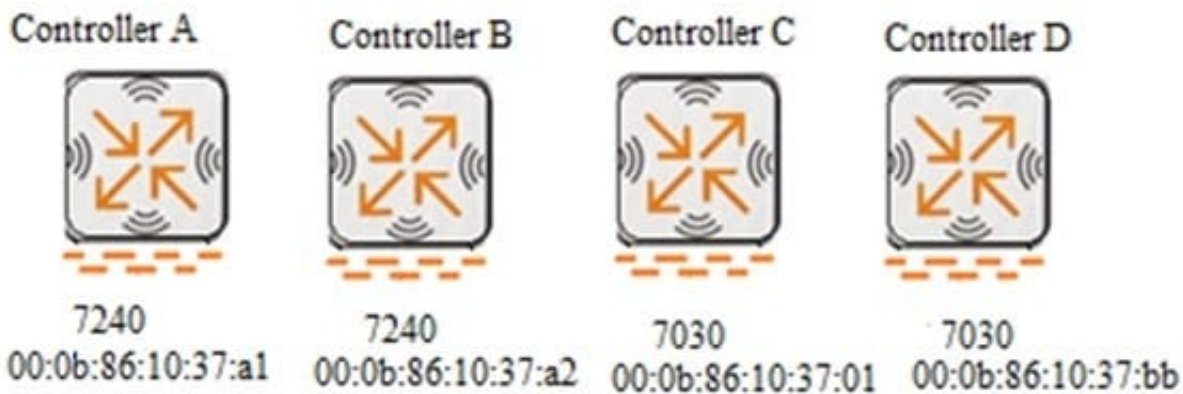 Controller A
Controller B
Controller C
Controller D
7240
00:0b:86:10:37:a1
7240
00:0b:86:10:37:a2
7030
00:0b:86:10:37:01
7030
00:0b:86:10:37:bb